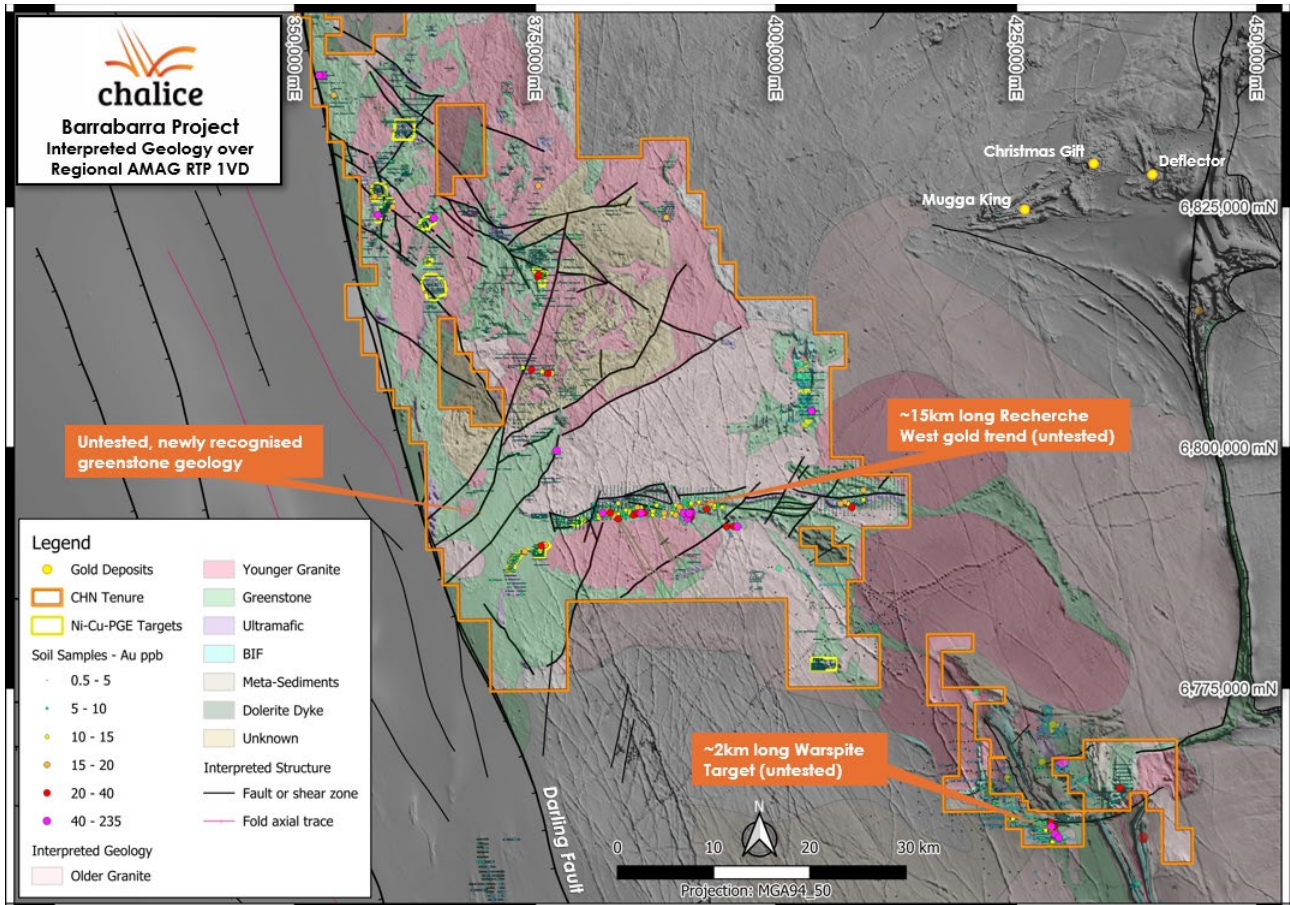 chalice
Barrabarra Project
Interpreted Geology over
Regional AMAG RTP 1VD
350,000 mE
375,000 mE
400,000 mE
425,000 mE
450,000 mE
Christmas Gift
Deflector
Mugga King
6,825,000 mN
~15km long Recherche
West gold trend (untested)
Untested, newly recognised
greenstone geology
6,800,000 mN
Legend
Gold Deposits
CHN Tenure
Ni-Cu-PGE Targets
Soil Samples - Au ppb
0.5 - 5
5 - 10
10 - 15
15 - 20
20 - 40
40 - 235
Interpreted Geology
Older Granite
Younger Granite
Greenstone
Ultramafic
BIF
Meta-Sediments
Dolerite Dyke
Unknown
Interpreted Structure
Fault or shear zone
Fold axial trace
6,775,000 mN
~2km long Warspite
Target (untested)
Darling Fault
N
0 10 20 30 km
Projection: MGA94_50